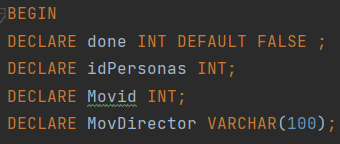 BEGIN
DECLARE done INT DEFAULT FALSE ;
DECLARE idPersonas INT;
DECLARE Movid INT;
DECLARE MovDirector VARCHAR(100);